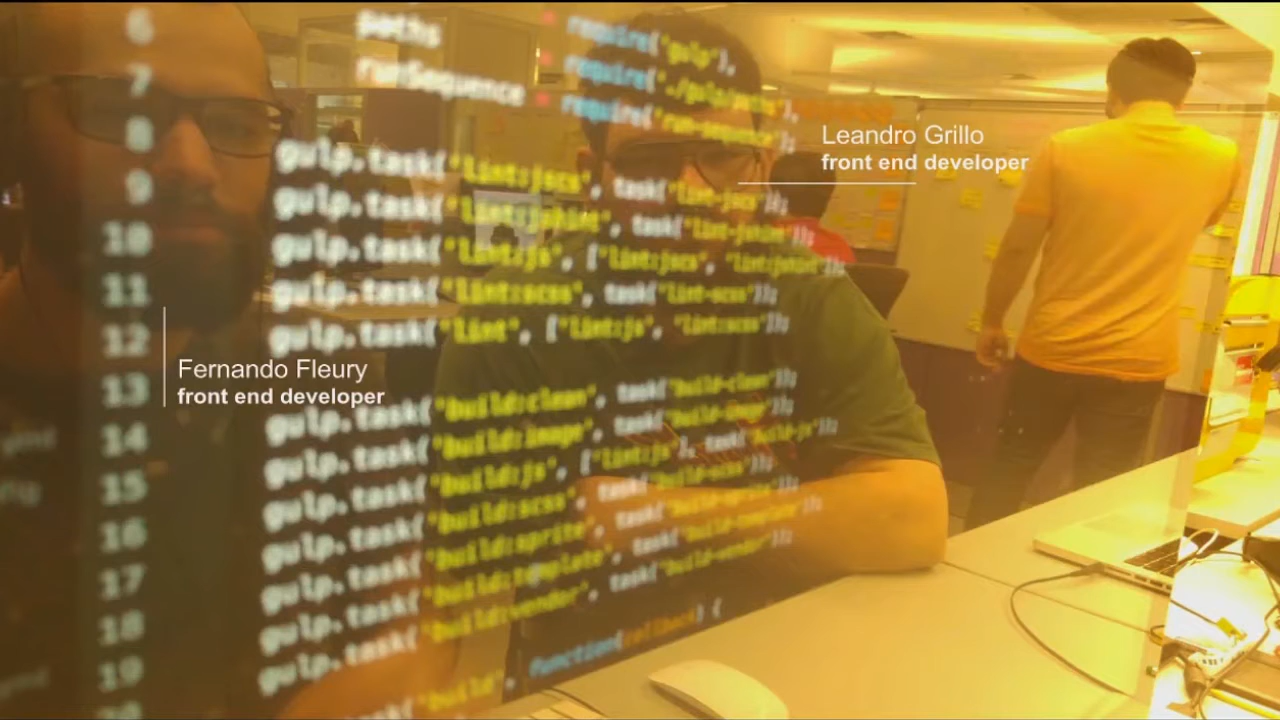 6 paths require("gulp"),
7 runSequence = require("./gulp/paths"),
8 require("run-sequence");
9 gulp.task("lint:jscs", task("lint-jscs"));
10 gulp.task("lint:jshint", task("lint-jshint"));
11 gulp.task("lint:js", ["lint:jscs", "lint:jshint"]);
12 gulp.task("lint:scss", task("lint-scss"));
13 gulp.task("lint", ["lint:js", "lint:scss"]);
14 gulp.task("build:clean", task("build-clean"));
15 gulp.task("build:image", task("build-image"));
16 gulp.task("build:js", ["lint:js"], task("build-js"));
17 gulp.task("build:scss", task("build-scss"));
18 gulp.task("build:sprite", task("build-sprite"));
19 gulp.task("build:template", task("build-template"));
gulp.task("build:vendor", task("build-vendor"));
"build", function(callback) {
Leandro Grillo
front end developer
Fernando Fleury
front end developer